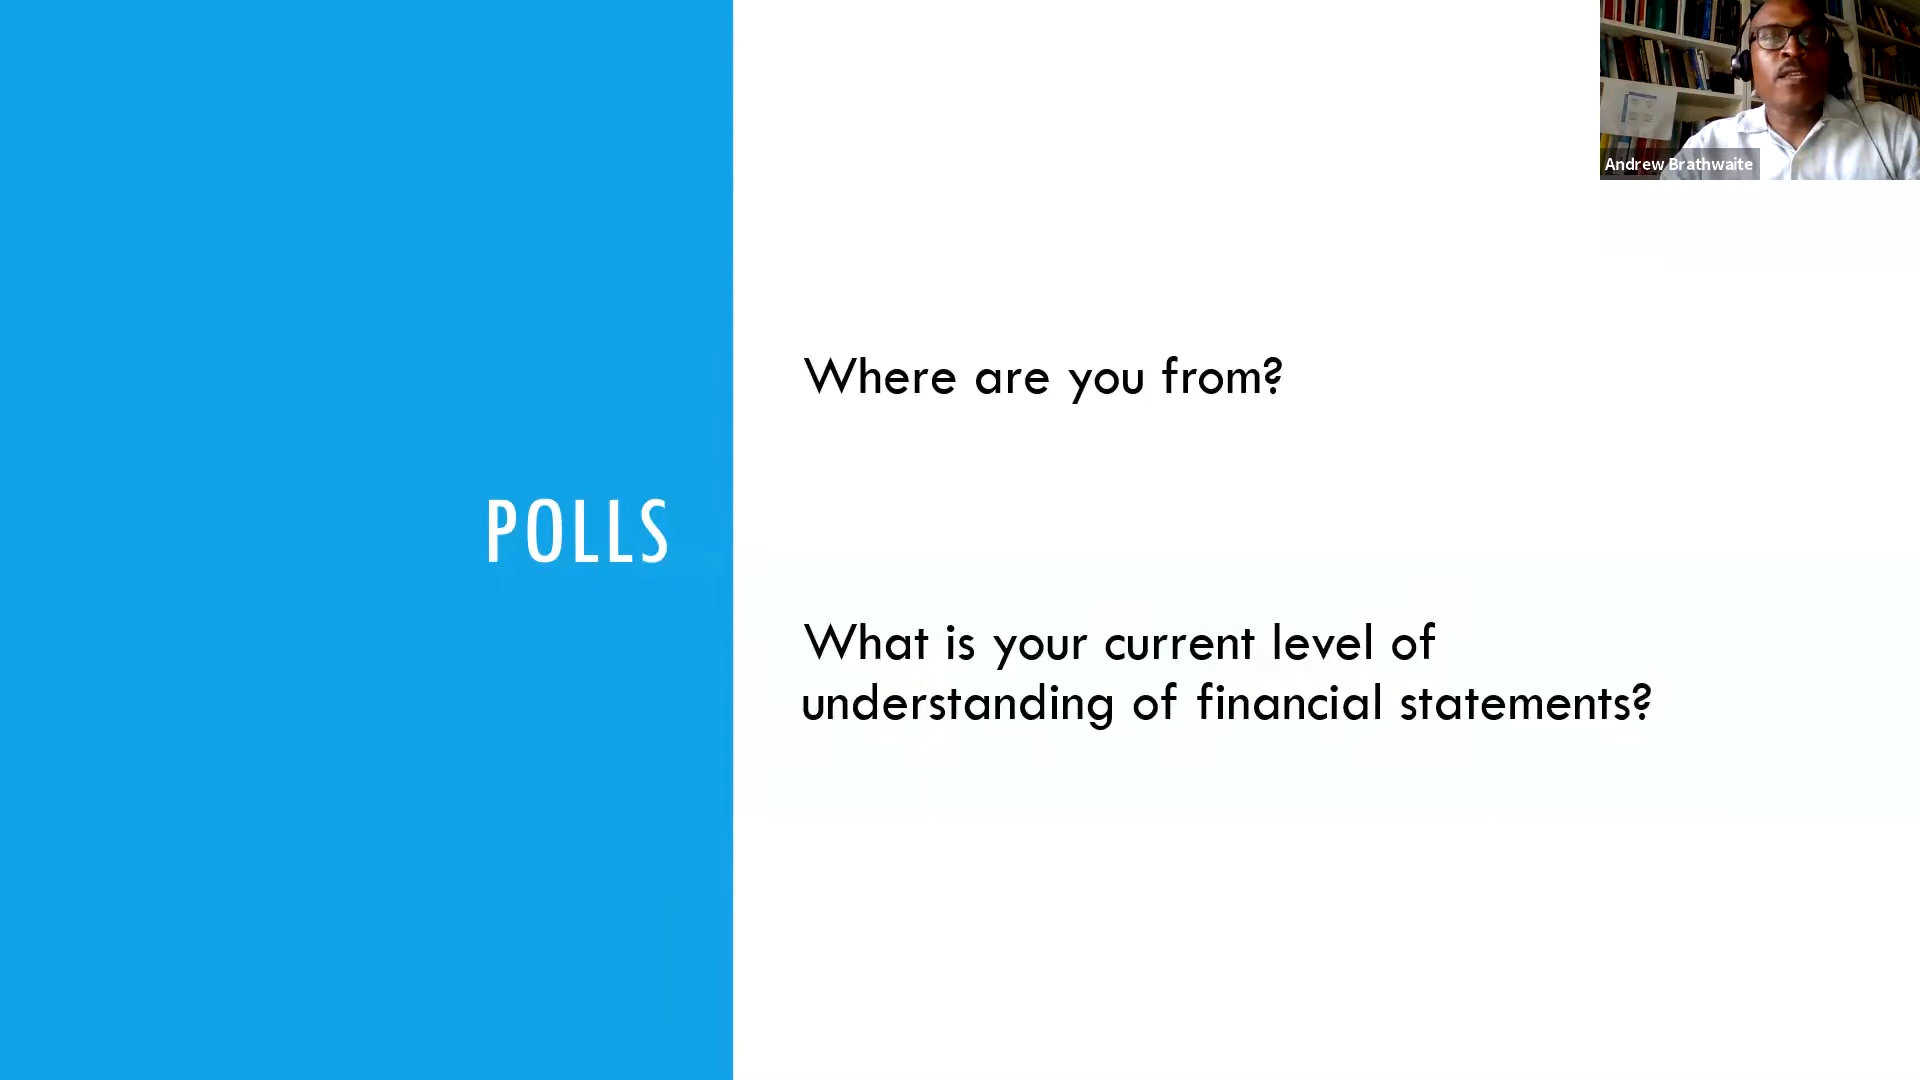 Andrew Brathwaite
Where are you from?
POLLS
What is your current level of
understanding of financial statements?